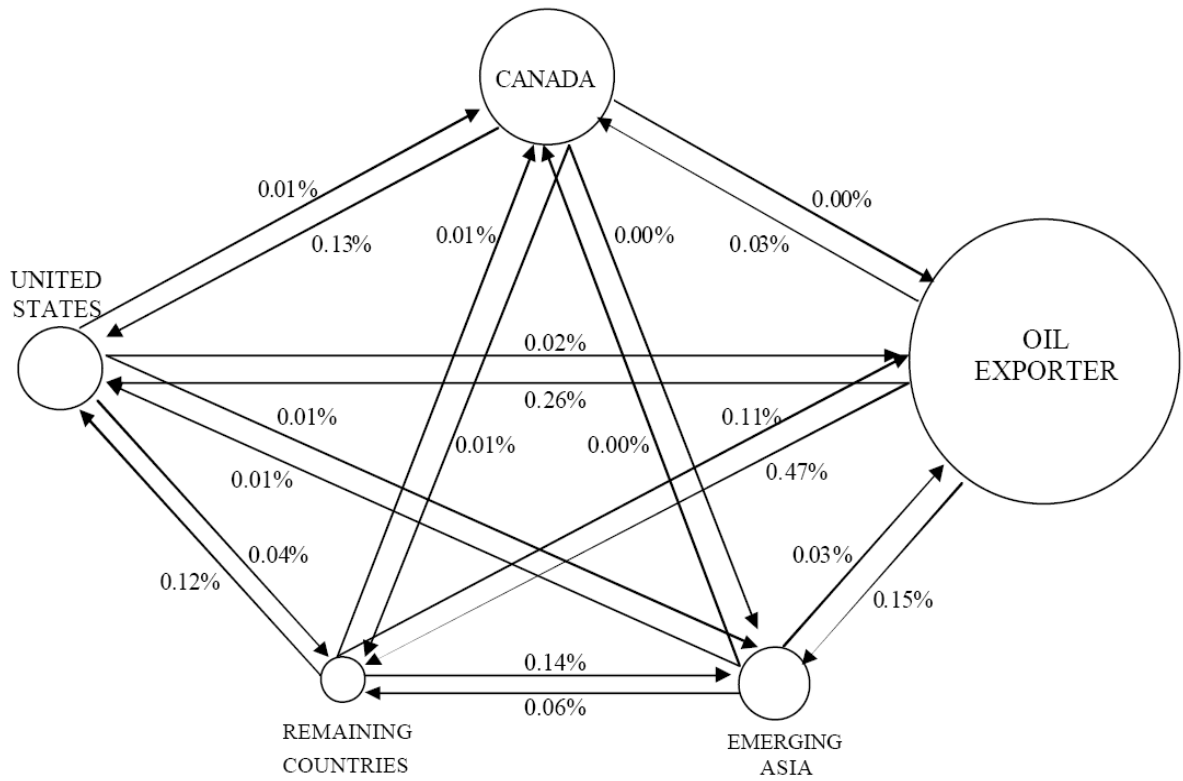 CANADA
0.01%
0.00%
0.01%
0.00%
0.13%
0.03%
UNITED
STATES
OIL
EXPORTER
0.02%
0.26%
0.01%
0.11%
0.01%
0.00%
0.01%
0.47%
0.04%
0.03%
0.12%
0.15%
0.14%
0.06%
REMAINING
COUNTRIES
EMERGING
ASIA